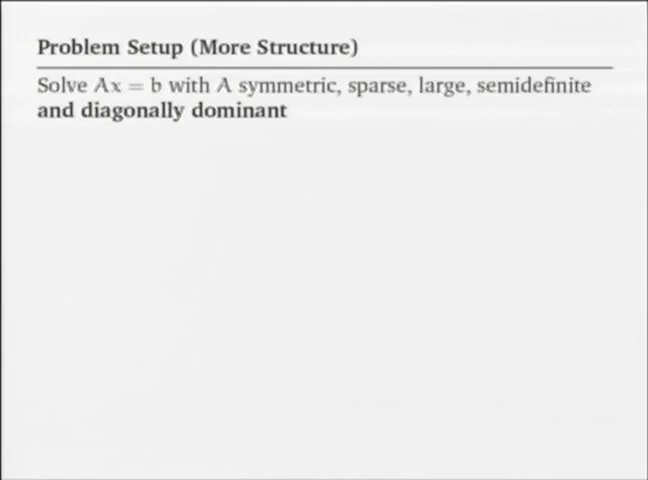 Problem Setup (More Structure)
Solve Ax = b with A symmetric, sparse, large, semidefinite
and diagonally dominant